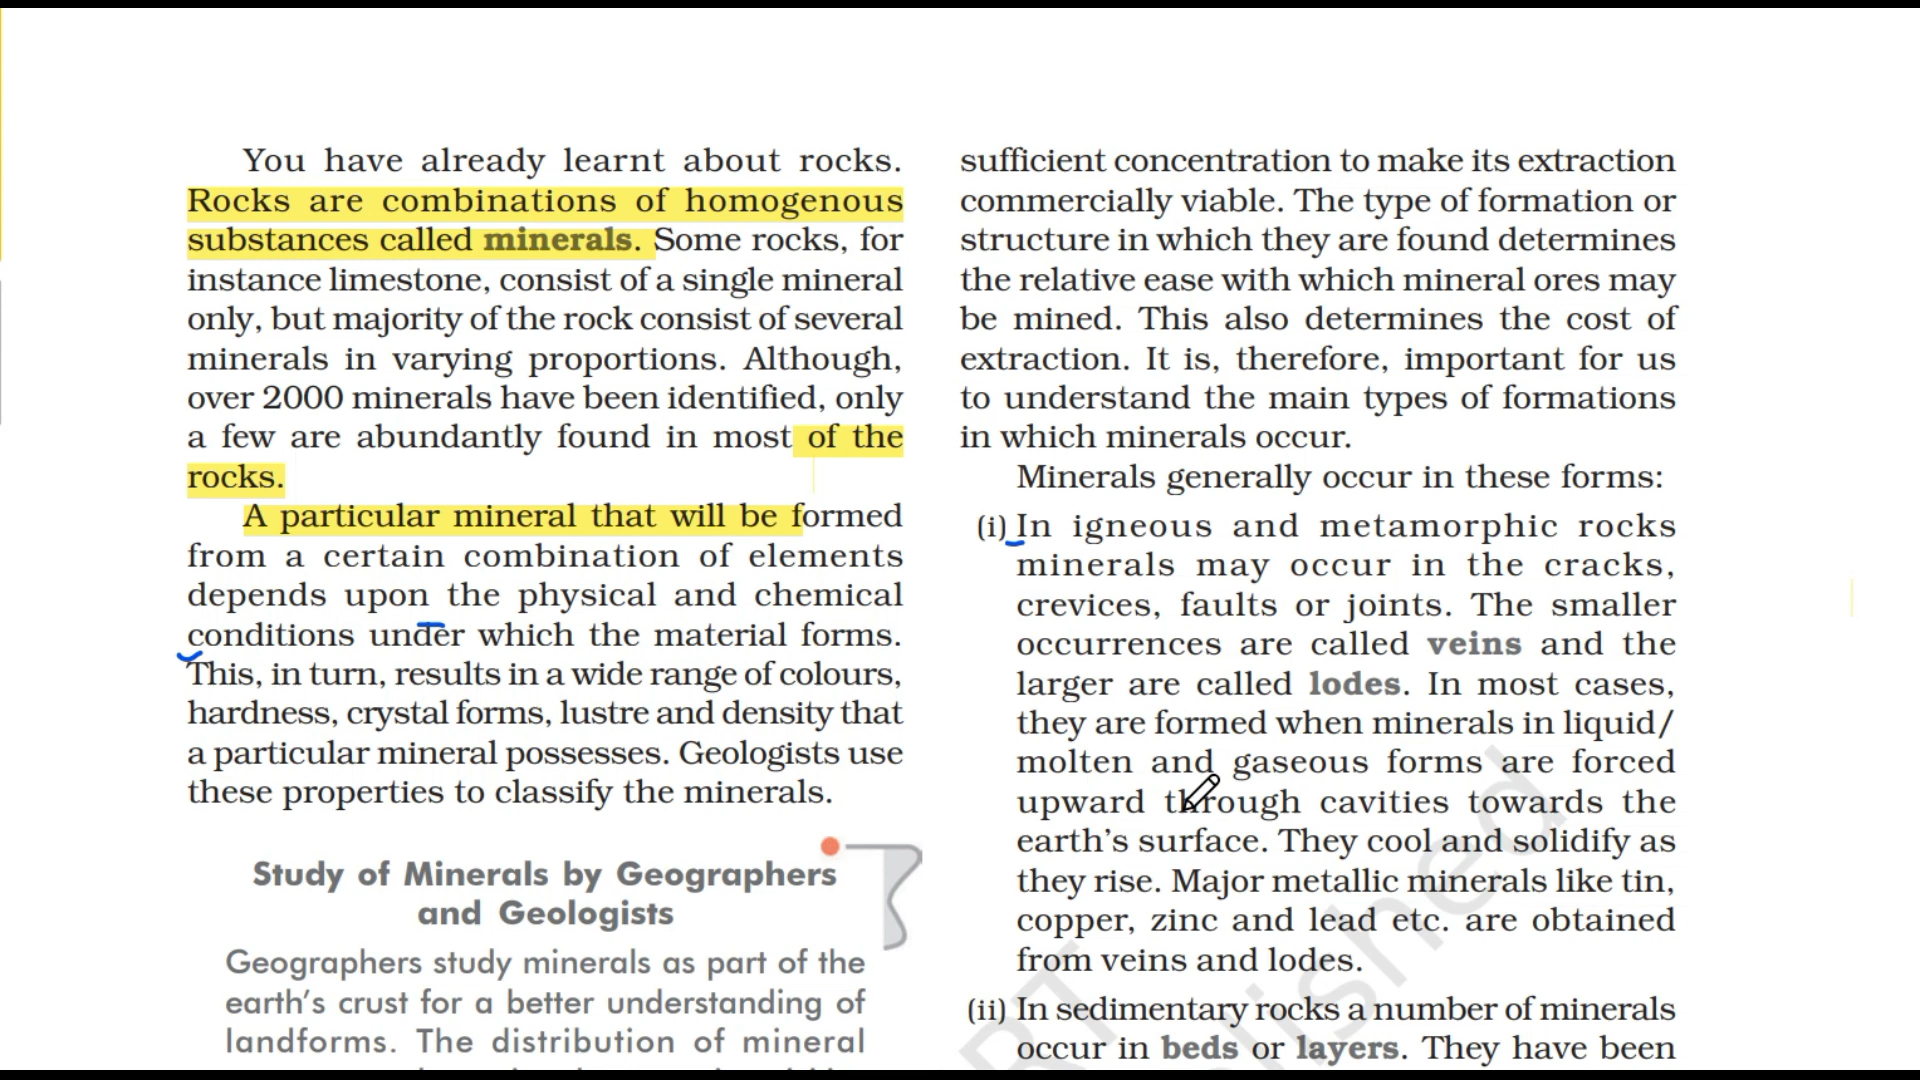 You have already learnt about rocks.
Rocks are combinations of homogenous
substances called minerals. Some rocks, for
instance limestone, consist of a single mineral
only, but majority of the rock consist of several
minerals in varying proportions. Although,
over 2000 minerals have been identified, only
a few are abundantly found in most of the
rocks.
A particular mineral that will be formed
from a certain combination of elements
depends upon the physical and chemical
conditions under which the material forms.
This, in turn, results in a wide range of colours,
hardness, crystal forms, lustre and density that
a particular mineral possesses. Geologists use
these properties to classify the minerals.
Study of Minerals by Geographers
and Geologists
Geographers study minerals as part of the
earth's crust for a better understanding of
landforms. The distribution of mineral
sufficient concentration to make its extraction
commercially viable. The type of formation or
structure in which they are found determines
the relative ease with which mineral ores may
be mined. This also determines the cost of
extraction. It is, therefore, important for us
to understand the main types of formations
in which minerals occur.
Minerals generally occur in these forms:
(i) In igneous and metamorphic rocks
minerals may occur in the cracks,
crevices, faults or joints. The smaller
occurrences are called veins and the
larger are called lodes. In most cases,
they are formed when minerals in liquid/
molten and gaseous forms are forced
upward through cavities towards the
earth's surface. They cool and solidify as
they rise. Major metallic minerals like tin,
copper, zinc and lead etc. are obtained
from veins and lodes.
(ii) In sedimentary rocks a number of minerals
occur in beds or layers. They have been